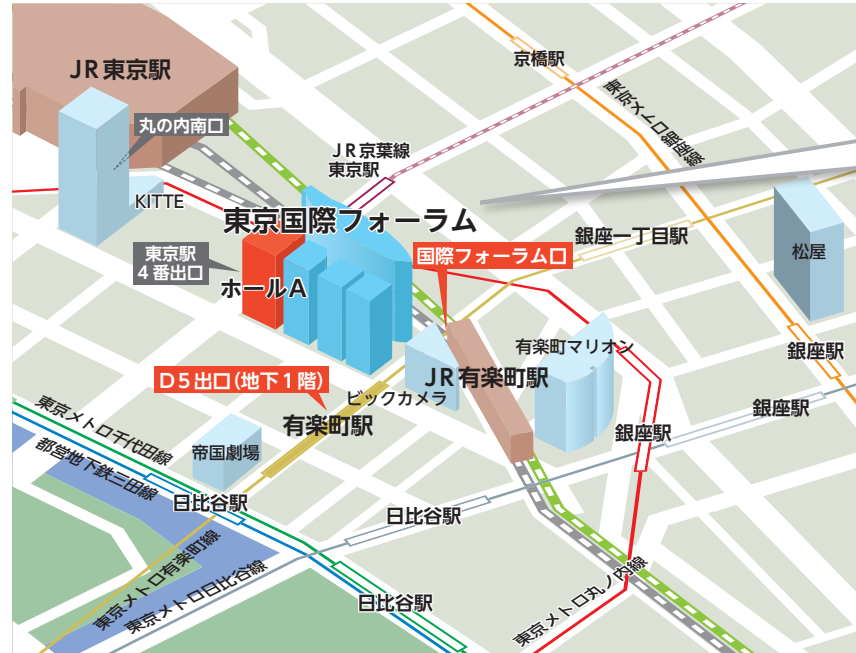 京橋駅
JR東京駅
東京メトロ銀座線
丸の内南口
JR京葉線
東京駅
KITTE
東京国際フォーラム
銀座一丁目駅
東京駅
4番出口
国際フォーラム口
松屋
ホールA
有楽町マリオン
銀座駅
JR有楽町駅
D5出口(地下1階)
ビックカメラ
東京メトロ千代田線
有楽町駅
銀座駅
銀座駅
都営地下鉄三田線
帝国劇場
日比谷駅
日比谷駅
東京メトロ有楽町線
東京メトロ日比谷線
東京メトロ丸ノ内線
日比谷駅